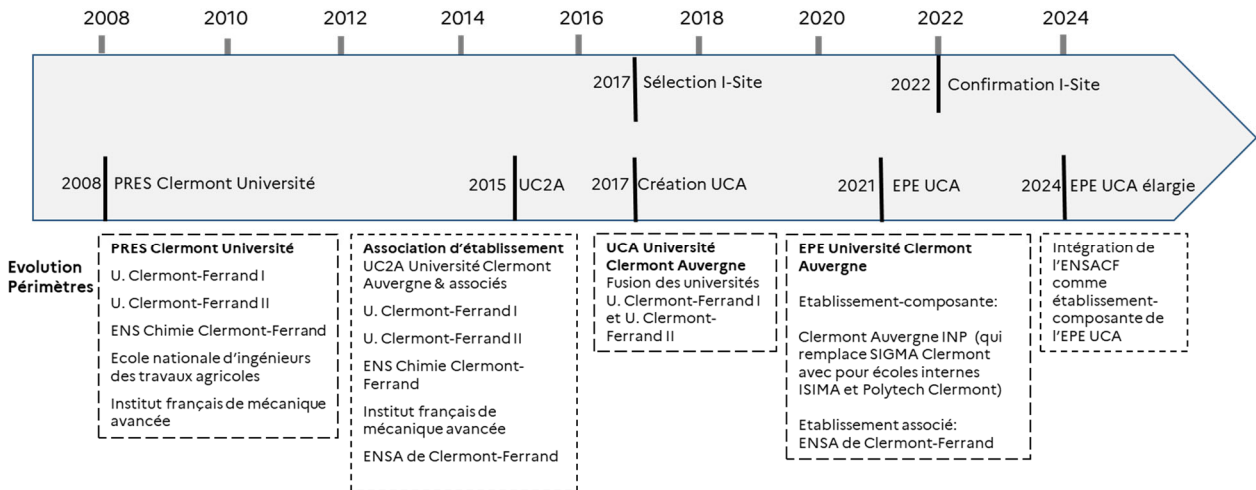 2008 2010 2012 2014 2016 2018 2020 2022 2024
2017 Sélection I-Site
2022 Confirmation I-Site
2008 PRES Clermont Université
2015 UC2A
2017 Création UCA
2021 EPE UCA
2024 EPE UCA élargie
Evolution
Périmètres
PRES Clermont Université
U. Clermont-Ferrand I
U. Clermont-Ferrand II
ENS Chimie Clermont-Ferrand
Ecole nationale d'ingénieurs
des travaux agricoles
Institut français de mécanique
avancée
Association d'établissement
UC2A Université Clermont
Auvergne & associés
U. Clermont-Ferrand I
U. Clermont-Ferrand II
ENS Chimie Clermont-
Ferrand
Institut français de
mécanique avancée
ENSA de Clermont-Ferrand
UCA Université
Clermont Auvergne
Fusion des universités
U. Clermont-Ferrand I
et U. Clermont-
Ferrand II
EPE Université Clermont
Auvergne
Etablissement-composante:
Clermont Auvergne INP (qui
remplace SIGMA Clermont
avec pour écoles internes
ISIMA et Polytech Clermont)
Etablissement associé:
ENSA de Clermont-Ferrand
Intégration de
l'ENSACF
comme
établissement-
composante de
l'EPE UCA